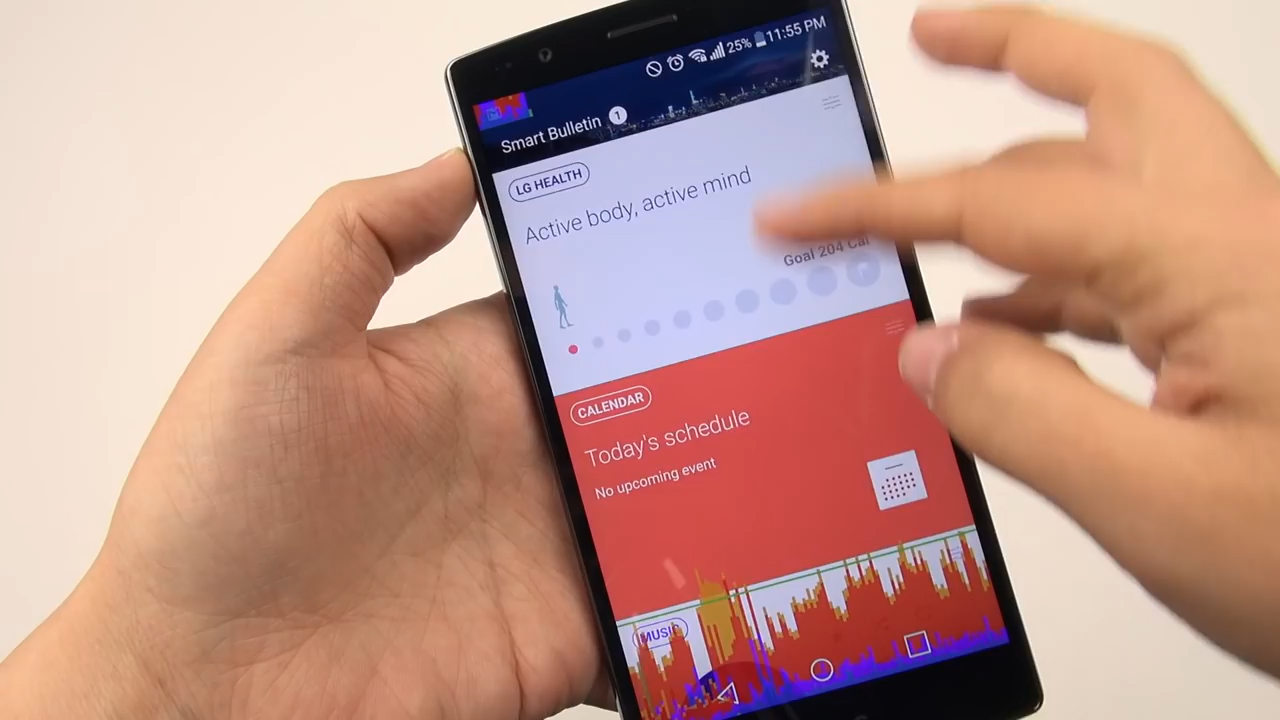 25% 11:55 PM
Smart Bulletin 1
LG HEALTH
Active body, active mind
Goal 204 Cal
CALENDAR
Today's schedule
No upcoming event
MUSIC